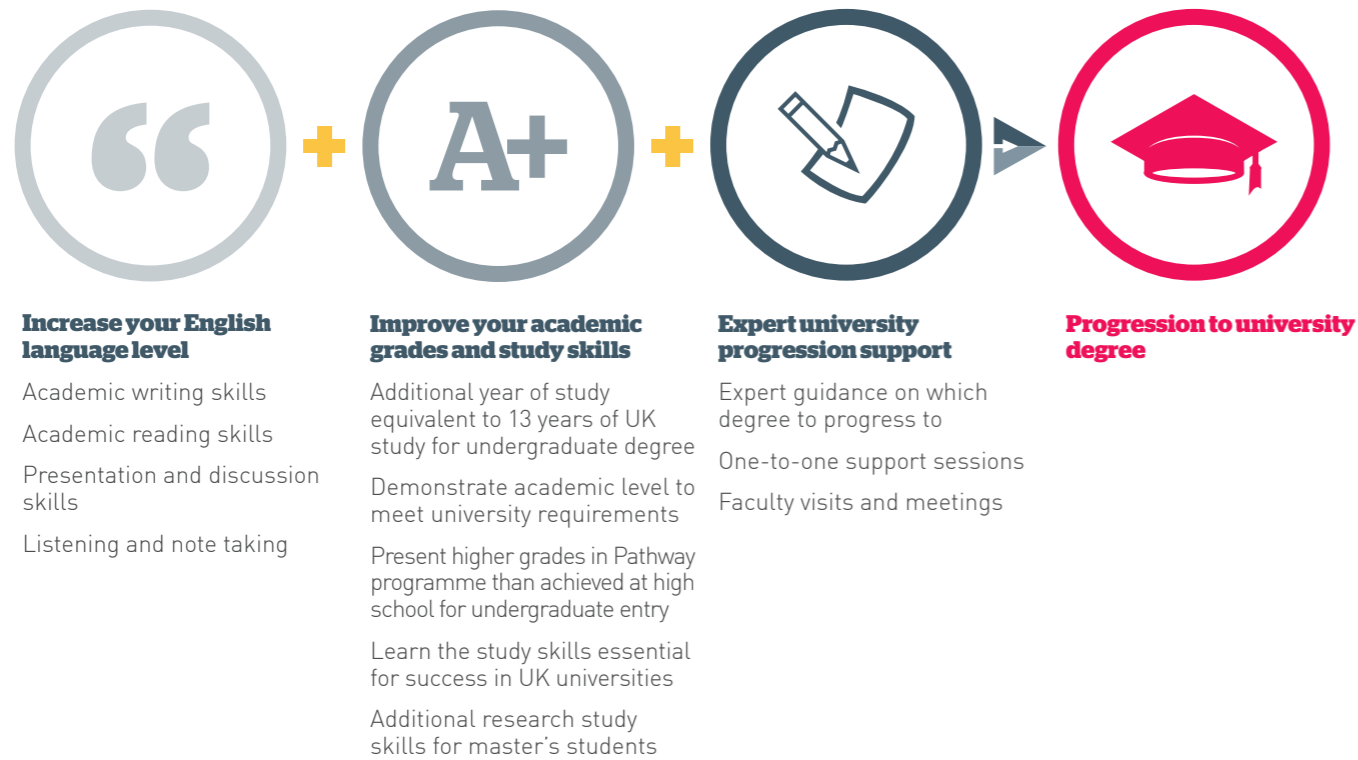 A+
Increase your English
language level
Academic writing skills
Academic reading skills
Presentation and discussion
skills
Listening and note taking
Improve your academic
grades and study skills
Additional year of study
equivalent to 13 years of UK
study for undergraduate degree
Demonstrate academic level to
meet university requirements
Present higher grades in Pathway
programme than achieved at high
school for undergraduate entry
Learn the study skills essential
for success in UK universities
Additional research study
skills for master's students
Expert university
progression support
Expert guidance on which
degree to progress to
One-to-one support sessions
Faculty visits and meetings
Progression to university
degree